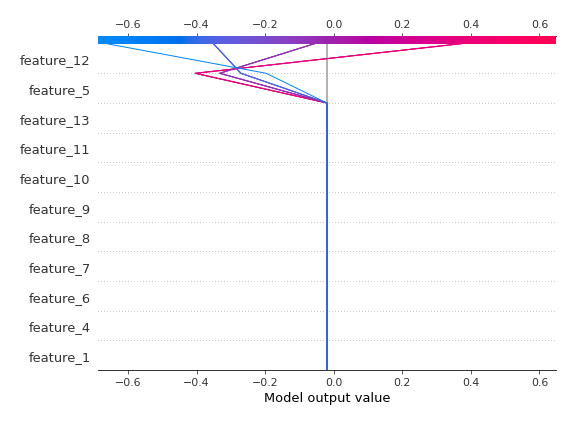 −0.6 −0.4 −0.2 0.0 0.2 0.4 0.6
feature_12
feature_5
feature_13
feature_11
feature_10
feature_9
feature_8
feature_7
feature_6
feature_4
feature_1
−0.6 −0.4 −0.2 0.0 0.2 0.4 0.6
Model output value